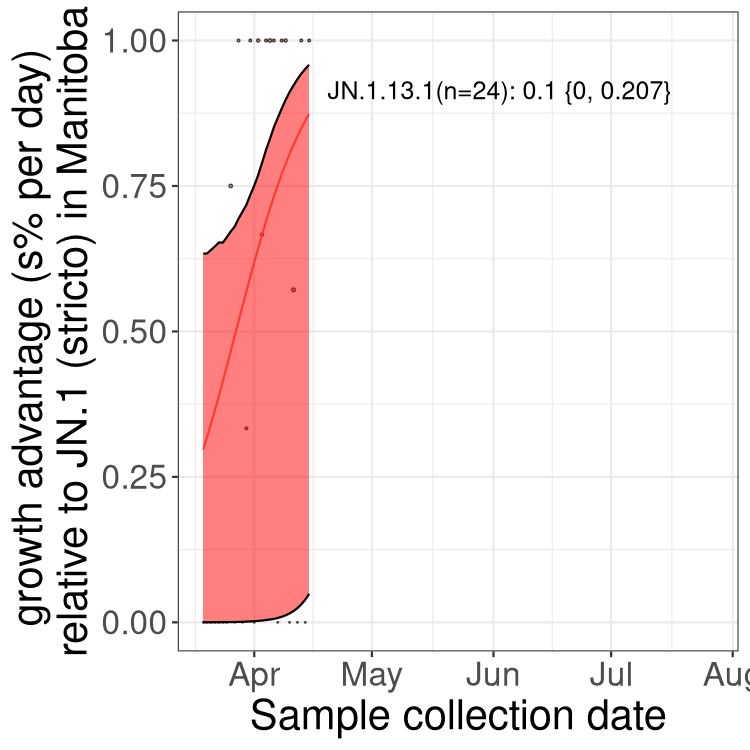 growth advantage (s% per day)
relative to JN.1 (stricto) in Manitoba
1.00
0.75
0.50
0.25
0.00
JN.1.13.1(n=24): 0.1 {0, 0.207}
Apr May Jun Jul Aug
Sample collection date